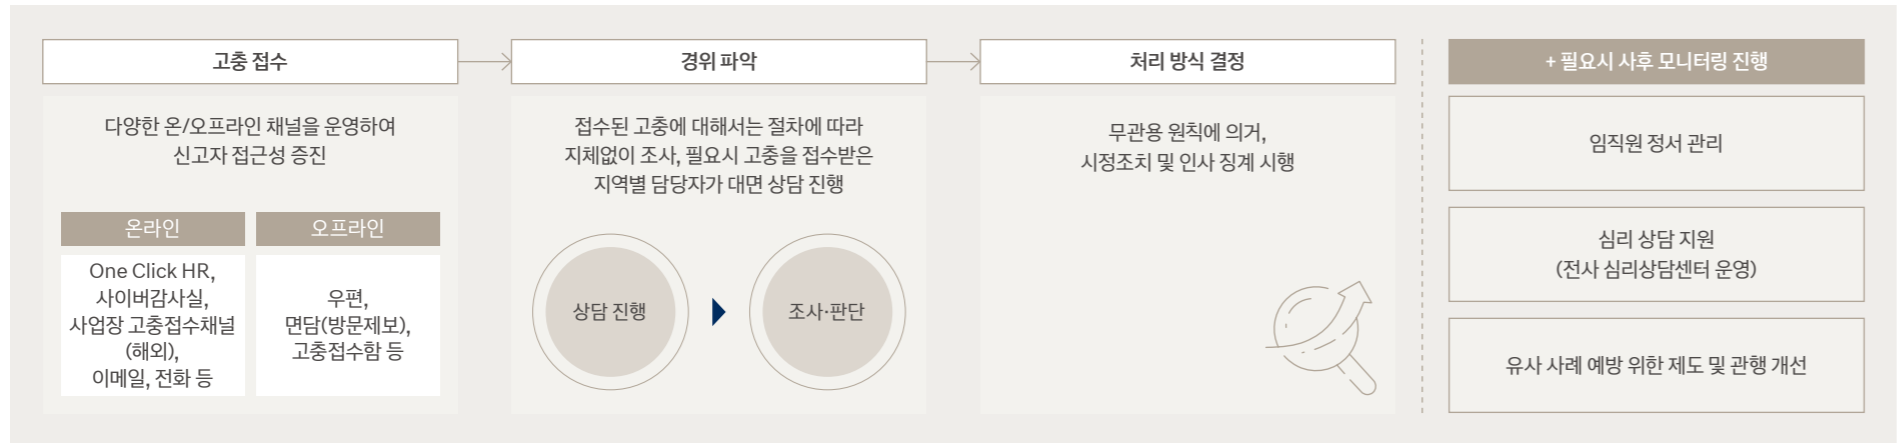 고충 접수
다양한 온/오프라인 채널을 운영하여
신고자 접근성 증진
온라인
One Click HR,
사이버감사실,
사업장 고충접수채널
(해외),
이메일, 전화 등
오프라인
우편,
면담(방문제보),
고충접수함 등
경위 파악
접수된 고충에 대해서는 절차에 따라
지체없이 조사, 필요시 고충을 접수받은
지역별 담당자가 대면 상담 진행
상담 진행
조사·판단
처리 방식 결정
무관용 원칙에 의거,
시정조치 및 인사 징계 시행
+ 필요시 사후 모니터링 진행
임직원 정서 관리
심리 상담 지원
(전사 심리상담센터 운영)
유사 사례 예방 위한 제도 및 관행 개선